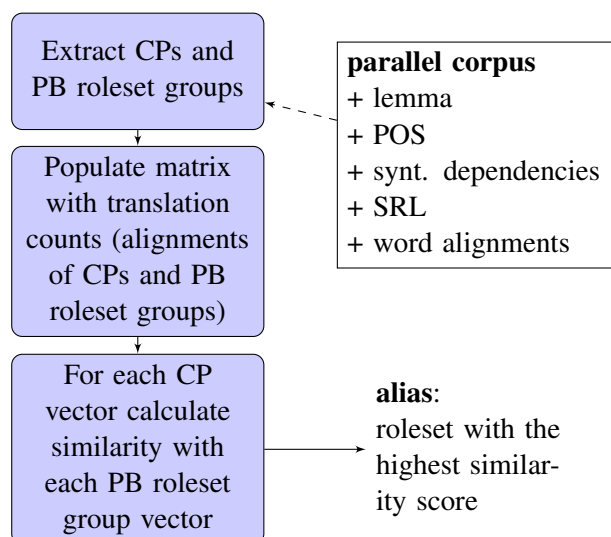 Extract CPs and
PB roleset groups
parallel corpus
+ lemma
+ POS
+ synt. dependencies
+ SRL
+ word alignments
Populate matrix
with translation
counts (alignments
of CPs and PB
roleset groups)
For each CP
vector calculate
similarity with
each PB roleset
group vector
alias:
roleset with the
highest similar-
ity score